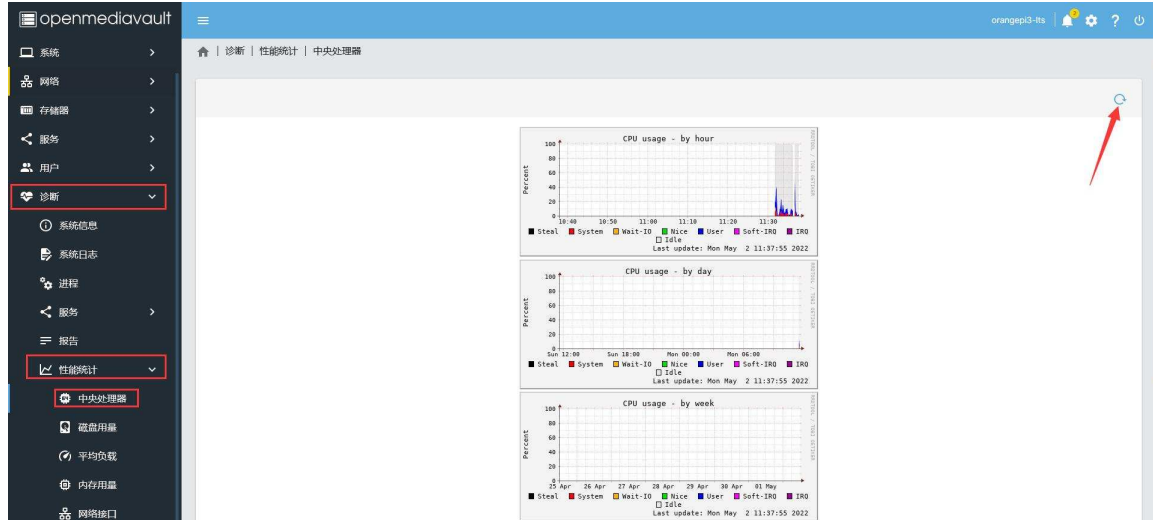 openmediavault
orangepi3-lts
2
系统
诊断 | 性能统计 | 中央处理器
网络
存储器
服务
用户
诊断
系统信息
系统日志
进程
服务
报告
性能统计
中央处理器
磁盘用量
平均负载
内存用量
网络接口
CPU usage - by hour
Percent
100
80
60
40
20
0
10:40 10:50 11:00 11:10 11:20 11:30
Steal System Wait-IO Nice User Soft-IRQ IRQ
Idle
Last update: Mon May 2 11:37:55 2022
RRDTOOL / TOBI OETIKER
CPU usage - by day
Percent
100
80
60
40
20
0
Sun 12:00 Sun 18:00 Mon 00:00 Mon 06:00
Steal System Wait-IO Nice User Soft-IRQ IRQ
Idle
Last update: Mon May 2 11:37:55 2022
RRDTOOL / TOBI OETIKER
CPU usage - by week
Percent
100
80
60
40
20
0
25 Apr 26 Apr 27 Apr 28 Apr 29 Apr 30 Apr 01 May
Steal System Wait-IO Nice User Soft-IRQ IRQ
Idle
Last update: Mon May 2 11:37:55 2022
RRDTOOL / TOBI OETIKER